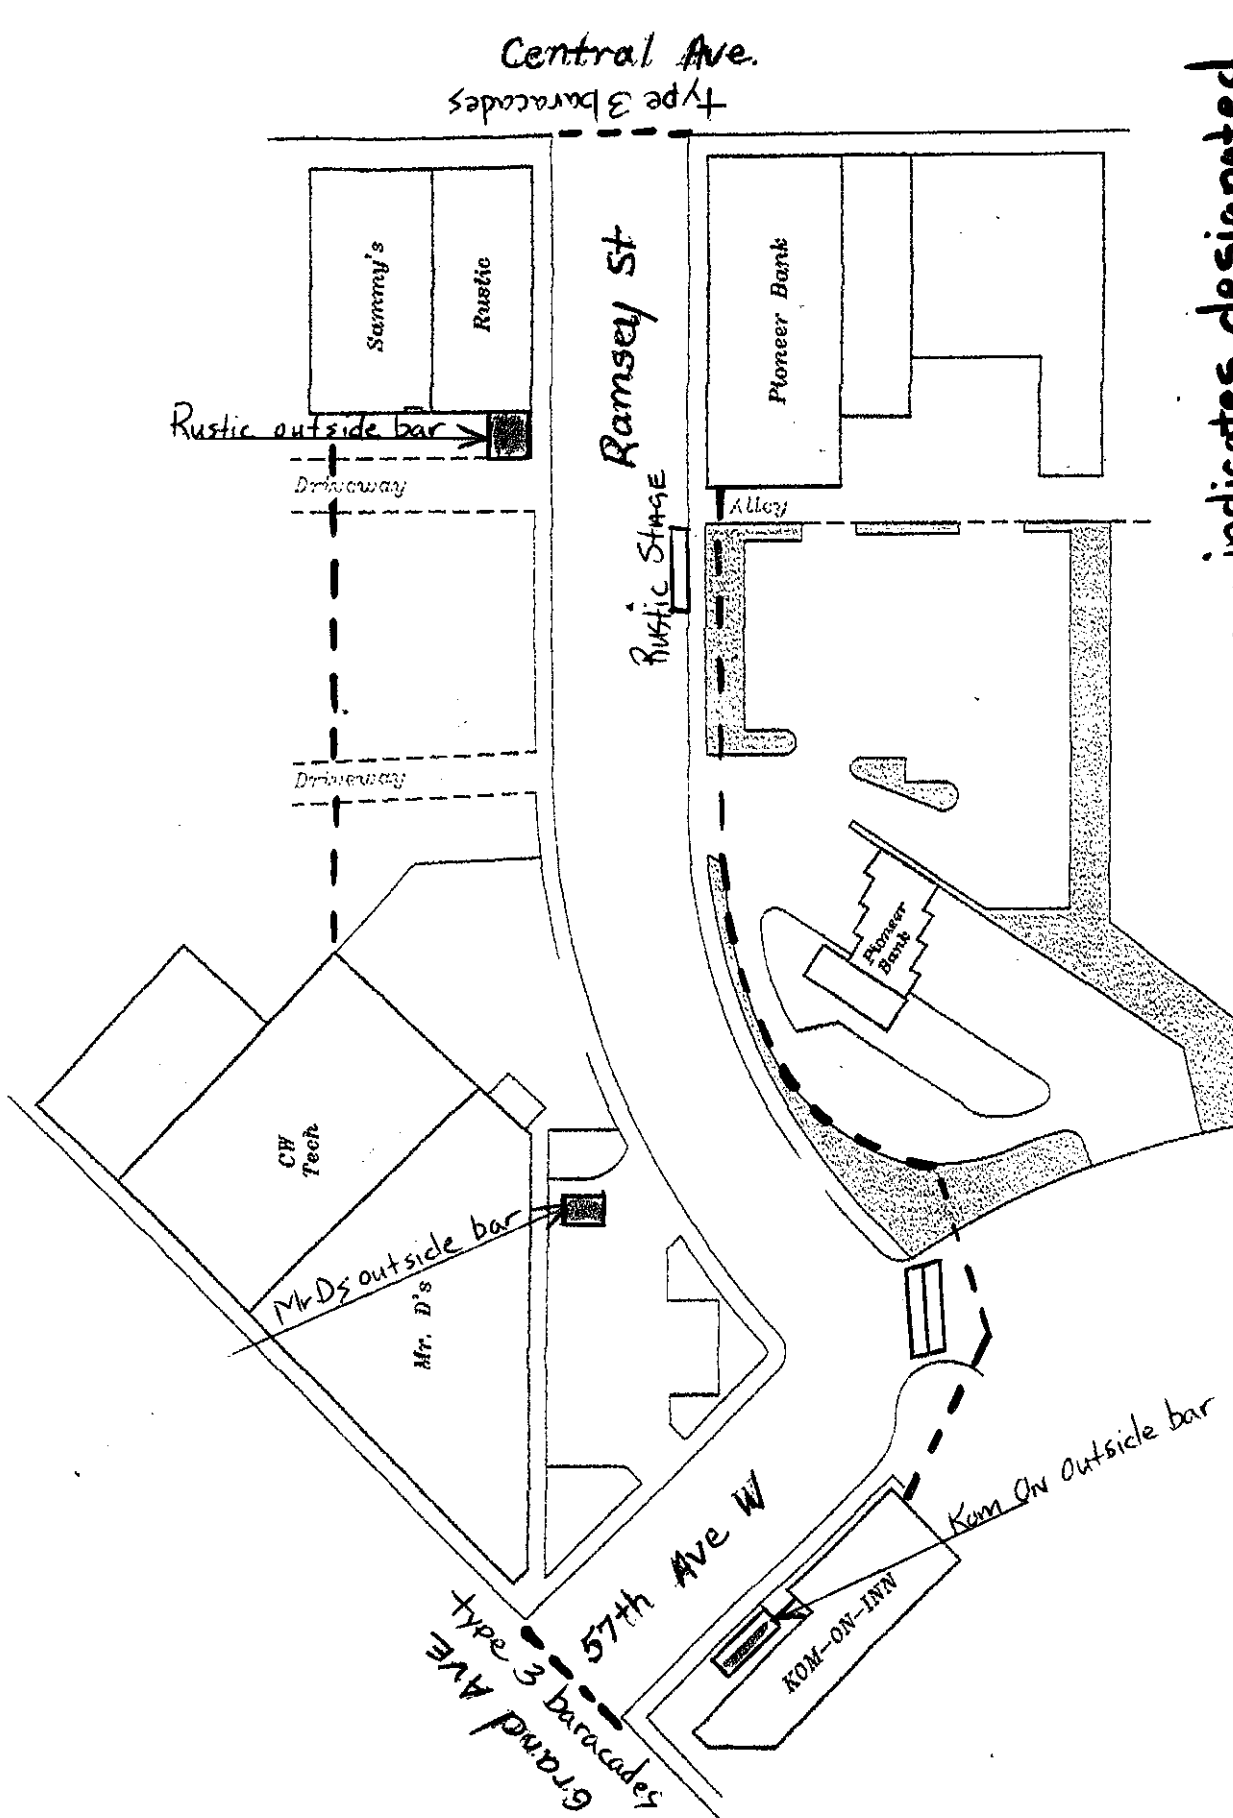 Central Ave.
type 3 baracades
indicates designated
Sammy's
Rustic
Ramsey St
Pioneer Bank
Rustic outside bar
Driveway
Alley
Rustic STAGE
Driveway
Pioneer
Bank
CW
Tech
Mr D's outside bar
Mr. D's
Kom On outside bar
57th Ave W
KOM-ON-INN
type 3 baracades
Grand AVE